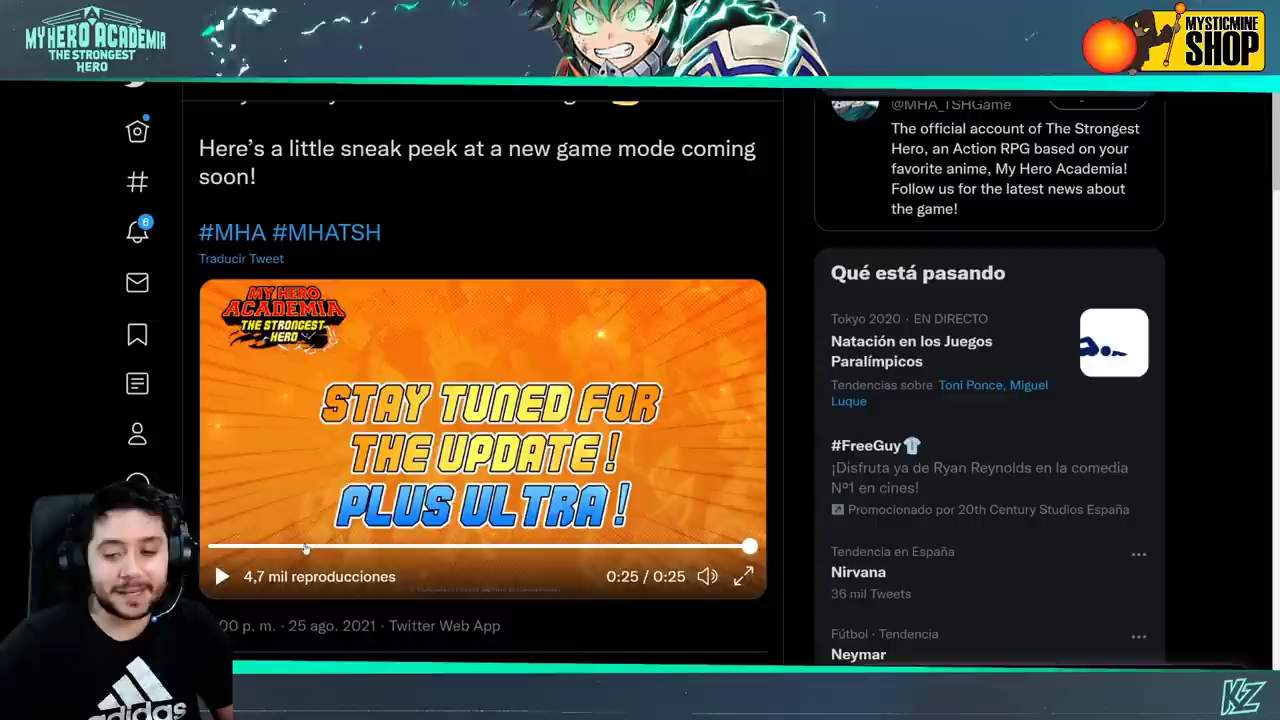 MY HERO ACADEMIA
THE STRONGEST
HERO
MYSTICMINE
SHOP
@MHA_TSHGame
The official account of The Strongest
Hero, an Action RPG based on your
favorite anime, My Hero Academia!
Follow us for the latest news about
the game!
Here's a little sneak peek at a new game mode coming
soon!
#MHA #MHATSH
Traducir Tweet
6
MY HERO
ACADEMIA
THE STRONGEST
HERO
STAY TUNED FOR
THE UPDATE!
PLUS ULTRA!
4,7 mil reproducciones
0:25 / 0:25
00 p. m. · 25 ago. 2021 · Twitter Web App
Qué está pasando
Tokyo 2020 · EN DIRECTO
Natación en los Juegos
Paralímpicos
Tendencias sobre Toni Ponce, Miguel
Luque
#FreeGuy
¡Disfruta ya de Ryan Reynolds en la comedia
Nº1 en cines!
Promocionado por 20th Century Studios España
Tendencia en España
Nirvana
36 mil Tweets
Fútbol · Tendencia
Neymar
adidas
KZ